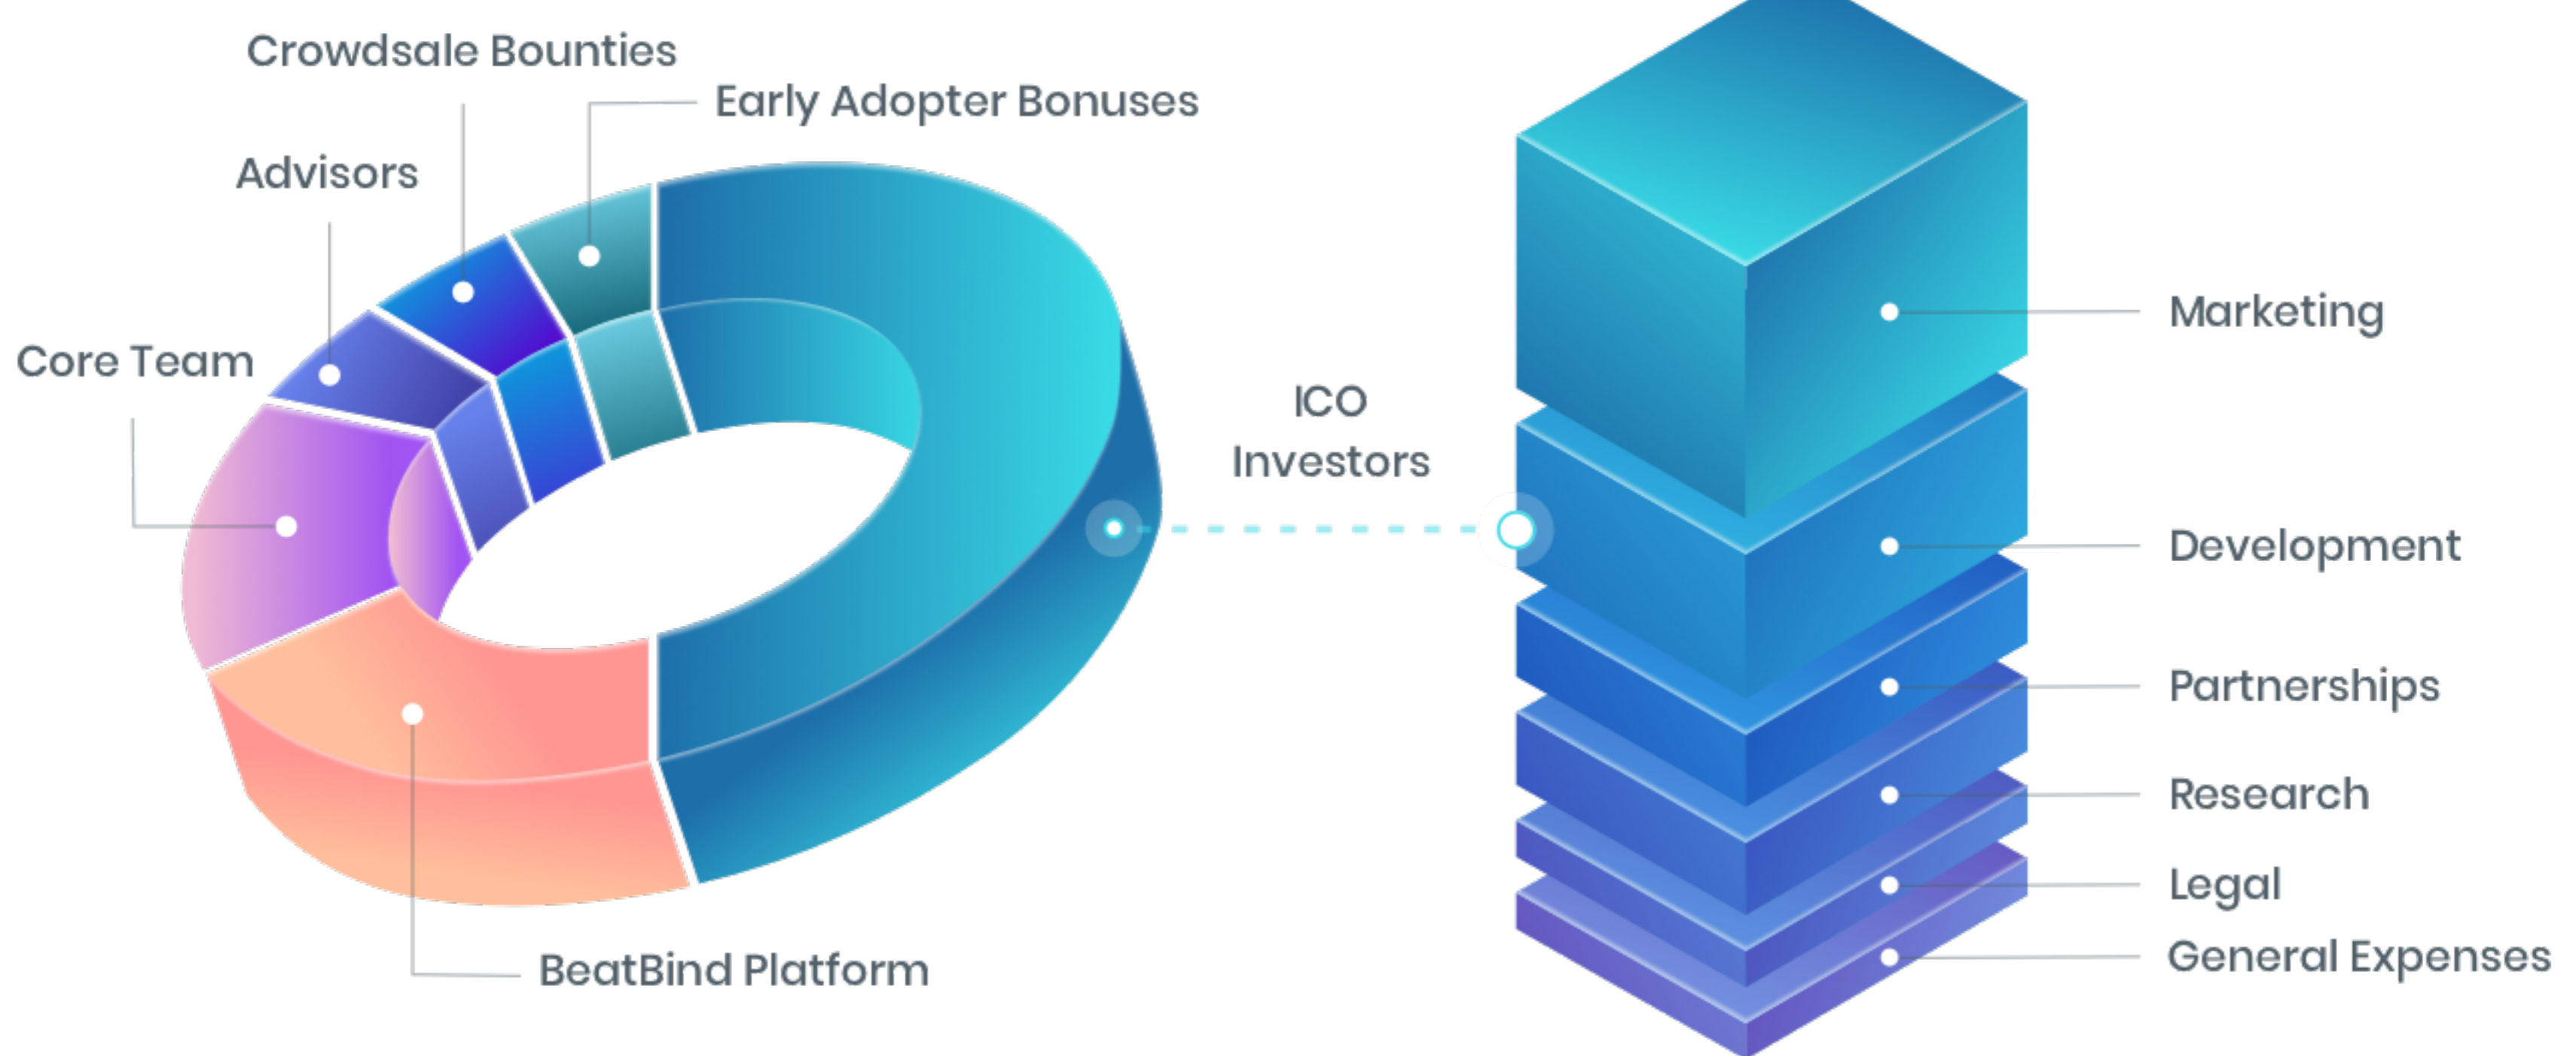 Crowdsale Bounties
Early Adopter Bonuses
Advisors
Core Team
BeatBind Platform
ICO
Investors
Marketing
Development
Partnerships
Research
Legal
General Expenses